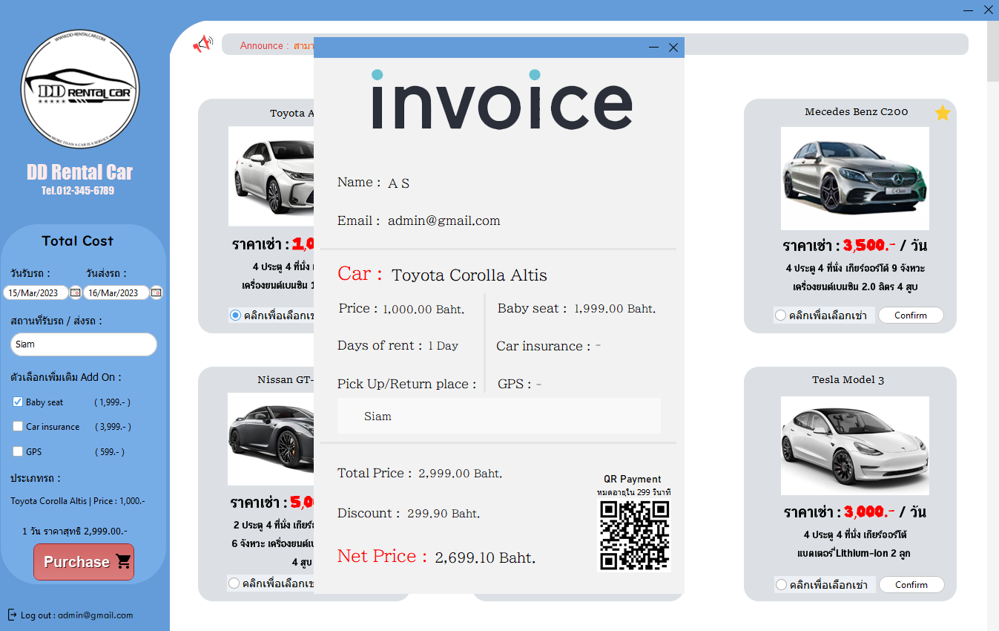 WWW.DD-RENTALCAR.COM
DD RENTAL CAR
MORE THAN A CAR IS A SERVICE
DD Rental Car
Tel.012-345-6789
Total Cost
วันรับรถ : วันส่งรถ :
15/Mar/2023 16/Mar/2023
สถานที่รับรถ / ส่งรถ :
Siam
ตัวเลือกเพิ่มเติม Add On :
Baby seat ( 1,999.- )
Car insurance ( 3,999.- )
GPS ( 599.- )
ประเภทรถ :
Toyota Corolla Altis | Price : 1,000.-
1 วัน ราคาสุทธิ 2,999.00.-
Purchase
Log out : admin@gmail.com
Announce :
Toyota A
ราคาเช่า : 1,0
4 ประตู 4 ที่นั่ง
เครื่องยนต์เบนซิน 1
คลิกเพื่อเลือกเช
Nissan GT-
ราคาเช่า : 5,0
2 ประตู 4 ที่นั่ง เกียร์
6 จังหวะ เครื่องยนต์เบ
4 สูบ
คลิกเพื่อเลือกเช
invoice
Name : A S
Email : admin@gmail.com
Car : Toyota Corolla Altis
Price : 1,000.00 Baht. Baby seat : 1,999.00 Baht.
Days of rent : 1 Day Car insurance : -
Pick Up/Return place : GPS : -
Siam
Total Price : 2,999.00 Baht.
Discount : 299.90 Baht.
Net Price : 2,699.10 Baht.
QR Payment
หมดอายุใน 299 วินาที
Mecedes Benz C200
C-Class
ราคาเช่า : 3,500.- / วัน
4 ประตู 4 ที่นั่ง เกียร์ออร์โต้ 9 จังหวะ
เครื่องยนต์เบนซิน 2.0 ลิตร 4 สูบ
คลิกเพื่อเลือกเช่า Confirm
Tesla Model 3
ราคาเช่า : 3,000.- / วัน
4 ประตู 4 ที่นั่ง เกียร์ออร์โต้
แบตเตอรี่ Lithium-ion 2 ลูก
คลิกเพื่อเลือกเช่า Confirm